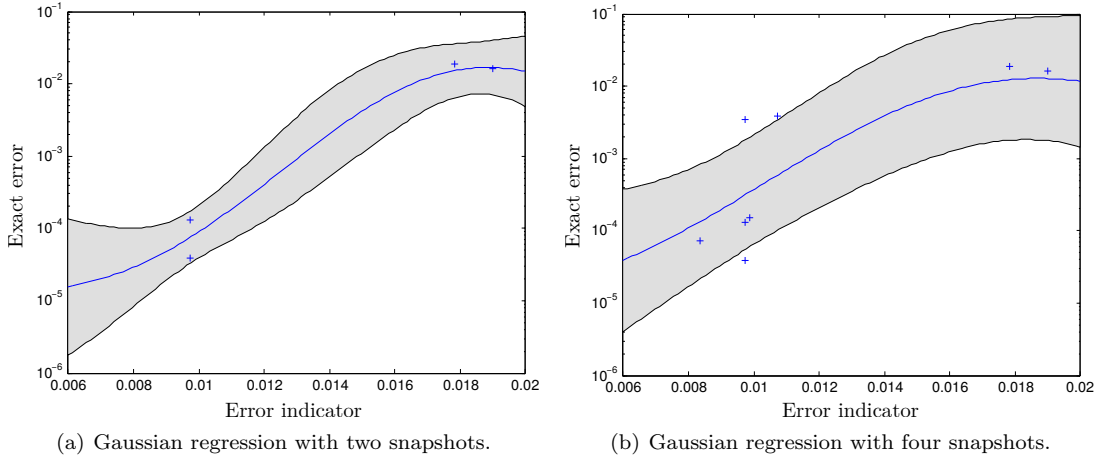 10⁻¹
10⁻²
10⁻³
10⁻⁴
10⁻⁵
10⁻⁶
Exact error
0.006 0.008 0.01 0.012 0.014 0.016 0.018 0.02
Error indicator
(a) Gaussian regression with two snapshots.
10⁻¹
10⁻²
10⁻³
10⁻⁴
10⁻⁵
10⁻⁶
Exact error
0.006 0.008 0.01 0.012 0.014 0.016 0.018 0.02
Error indicator
(b) Gaussian regression with four snapshots.